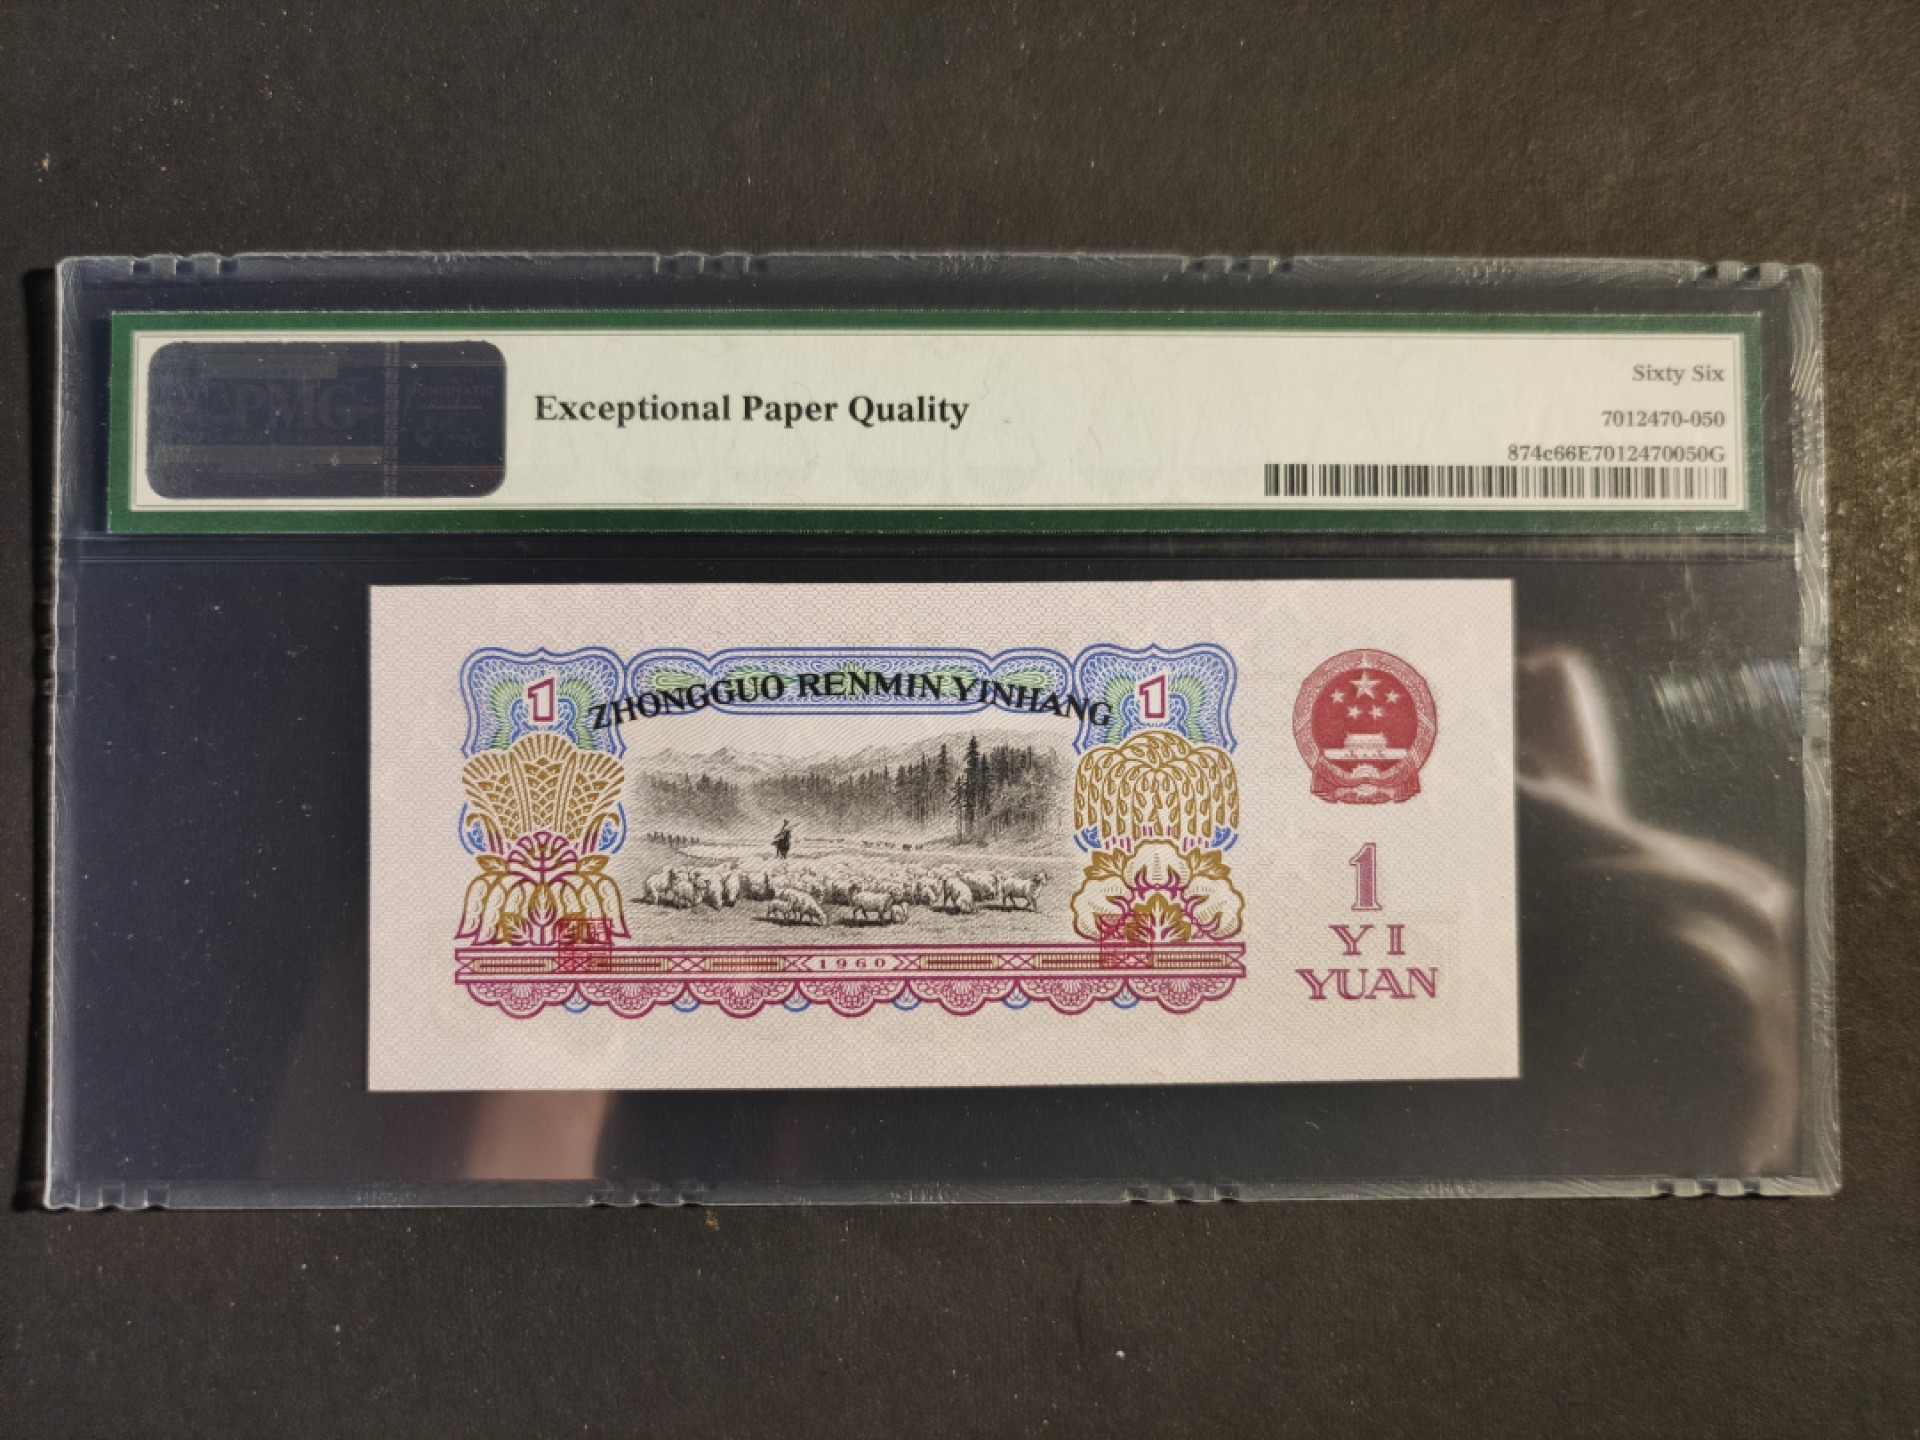 PMG
Exceptional Paper Quality
Sixty Six
7012470-050
874c66E7012470050G
1
ZHONGGUO RENMIN YINHANG
1
1
YI
YUAN
1960